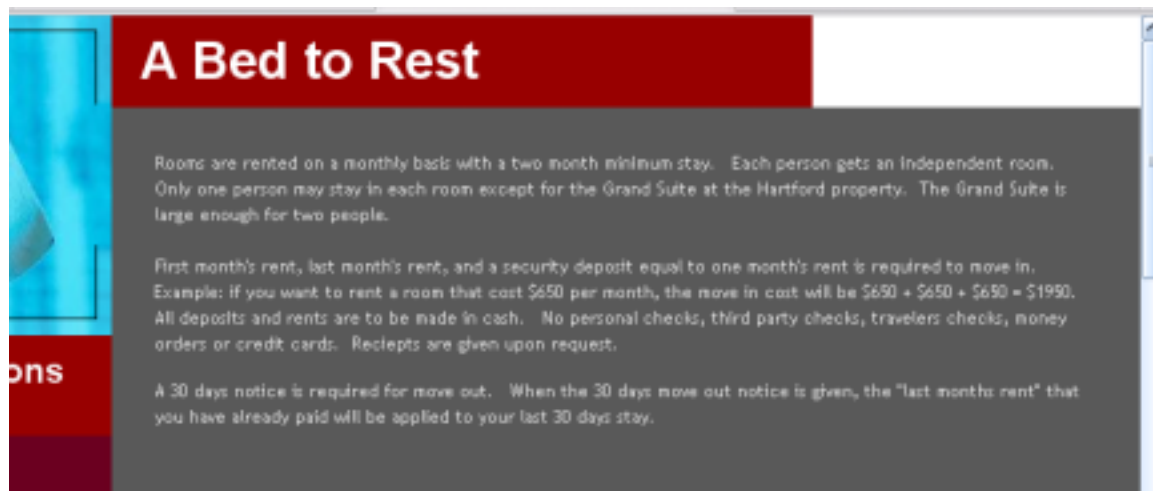 A Bed to Rest
Rooms are rented on a monthly basis with a two month minimum stay. Each person gets an independent room.
Only one person may stay in each room except for the Grand Suite at the Hartford property. The Grand Suite is
large enough for two people.
First month's rent, last month's rent, and a security deposit equal to one month's rent is required to move in.
Example: if you want to rent a room that cost $650 per month, the move in cost will be $650 + $650 + $650 = $1950.
All deposits and rents are to be made in cash. No personal checks, third party checks, travelers checks, money
orders or credit cards. Reciepts are given upon request.
ons
A 30 days notice is required for move out. When the 30 days move out notice is given, the "last months rent" that
you have already paid will be applied to your last 30 days stay.